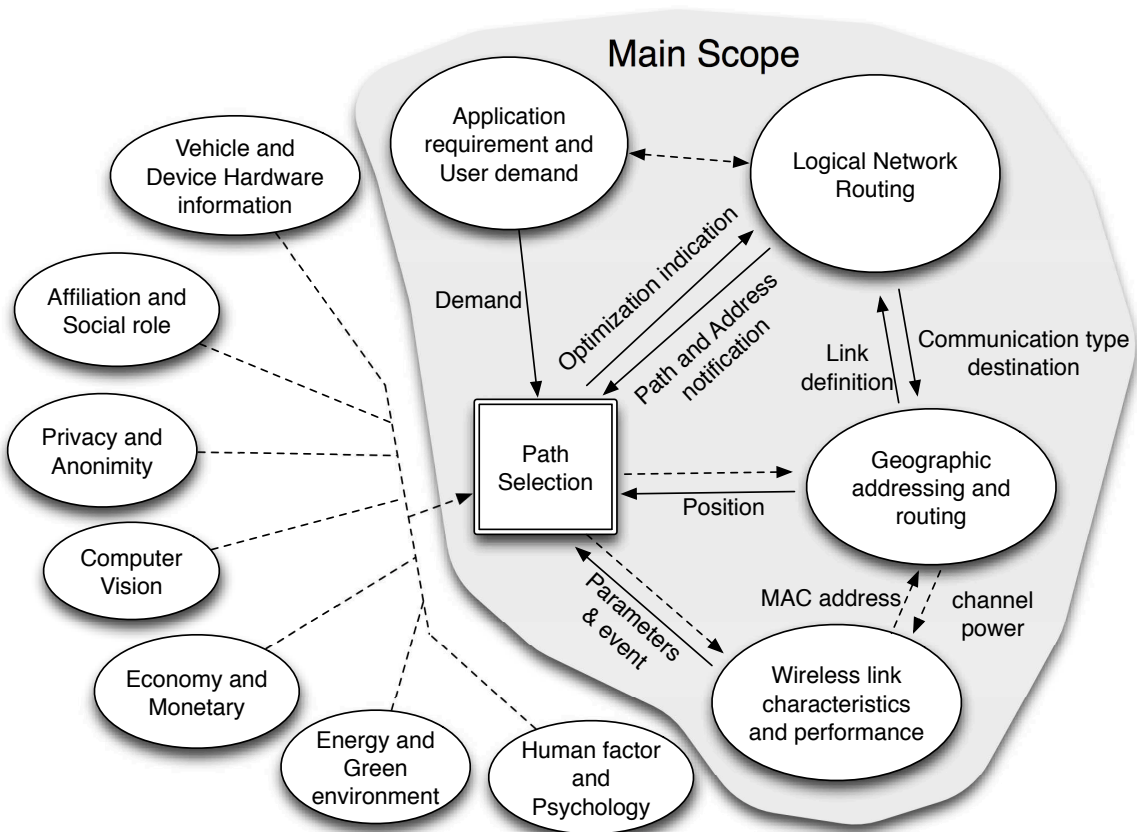 Main Scope
Application
requirement and
User demand
Logical Network
Routing
Vehicle and
Device Hardware
information
Affiliation and
Social role
Privacy and
Anonimity
Computer
Vision
Economy and
Monetary
Energy and
Green
environment
Human factor
and
Psychology
Demand
Optimization indication
Path and Address
notification
Link
definition
Communication type
destination
Path
Selection
Geographic
addressing and
routing
Position
Parameters
& event
MAC address
channel
power
Wireless link
characteristics
and performance